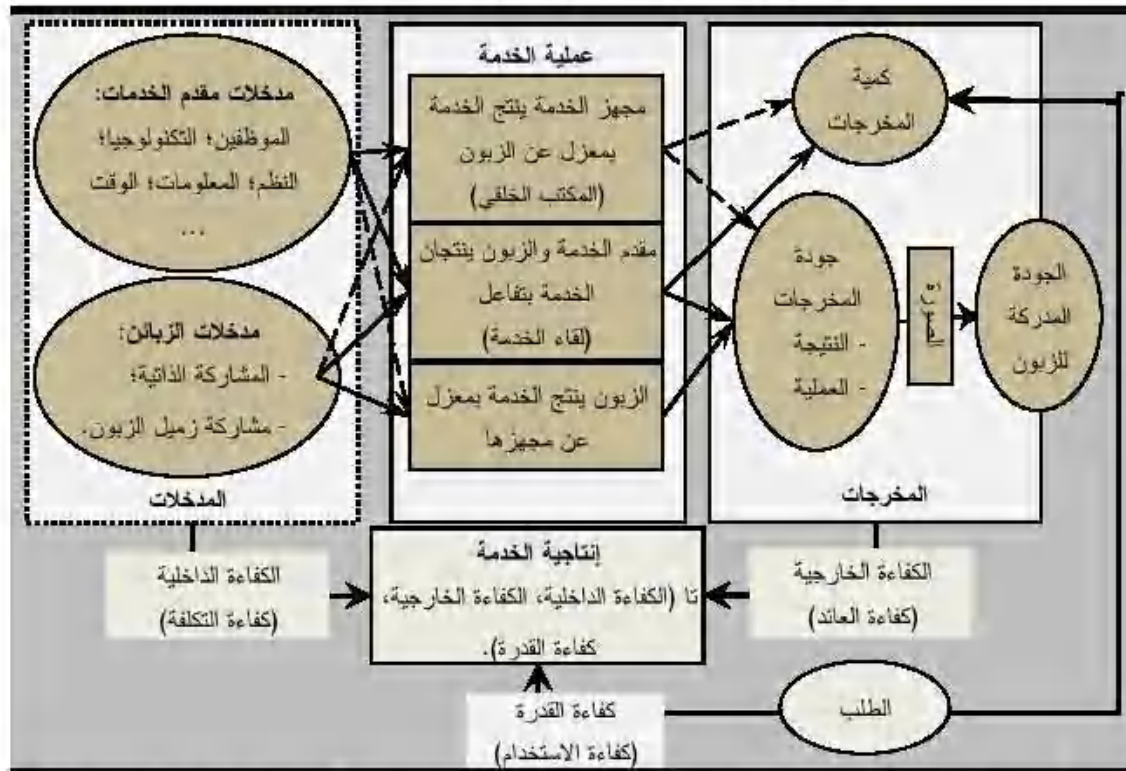 مدخلات مقدم الخدمات:
الموظفين؛ التكنولوجيا؛
النظم؛ المعلومات؛ الوقت
...
مدخلات الزبائن:
- المشاركة الذاتية؛
- مشاركة زميل الزبون.
المدخلات
عملية الخدمة
مجهز الخدمة ينتج الخدمة
بمعزل عن الزبون
(المكتب الخلفي)
مقدم الخدمة والزبون ينتجان
الخدمة بتفاعل
(لقاء الخدمة)
الزبون ينتج الخدمة بمعزل
عن مجهزها
كمية
المخرجات
جودة
المخرجات
- النتيجة
- العملية
الصورة
الجودة
المدركة
للزبون
المخرجات
الكفاءة الداخلية
(كفاءة التكلفة)
إنتاجية الخدمة
تا (الكفاءة الداخلية، الكفاءة الخارجية،
كفاءة القدرة).
الكفاءة الخارجية
(كفاءة العائد)
كفاءة القدرة
(كفاءة الاستخدام)
الطلب